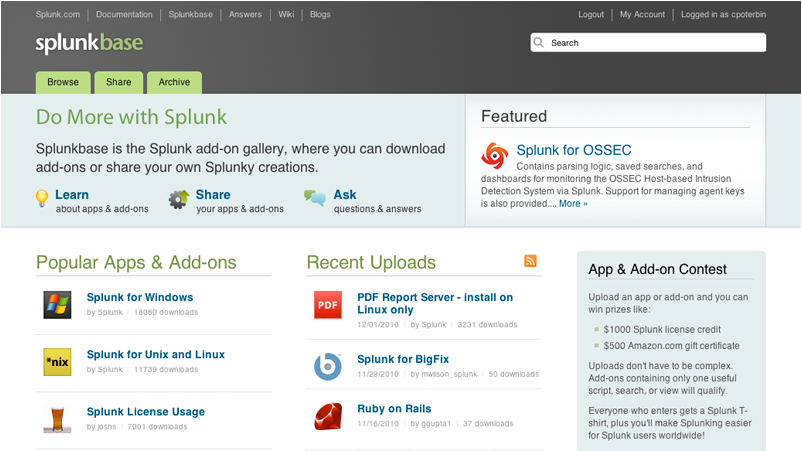 Splunk.com | Documentation | Splunkbase | Answers | Wiki | Blogs
Logout | My Account | Logged in as cpoterbin
splunkbase
Search
Browse
Share
Archive
Do More with Splunk
Splunkbase is the Splunk add-on gallery, where you can download
add-ons or share your own Splunky creations.
Learn
about apps & add-ons
Share
your apps & add-ons
Ask
questions & answers
Featured
Splunk for OSSEC
Contains parsing logic, saved searches, and
dashboards for monitoring the OSSEC Host-based Intrusion
Detection System via Splunk. Support for managing agent keys
is also provided.... More »
Popular Apps & Add-ons
Splunk for Windows
by Splunk | 18080 downloads
*nix
Splunk for Unix and Linux
by Splunk | 11739 downloads
Splunk License Usage
by joshs | 7001 downloads
Recent Uploads
PDF
PDF Report Server - install on
Linux only
12/01/2010 | by Splunk | 3231 downloads
b
Splunk for BigFix
11/29/2010 | by mwilson_splunk | 50 downloads
Ruby on Rails
11/16/2010 | by ggupta1 | 37 downloads
App & Add-on Contest
Upload an app or add-on and you can
win prizes like:
$1000 Splunk license credit
$500 Amazon.com gift certificate
Uploads don't have to be complex.
Add-ons containing only one useful
script, search, or view will qualify.
Everyone who enters gets a Splunk T-
shirt, plus you'll make Splunking easier
for Splunk users worldwide!